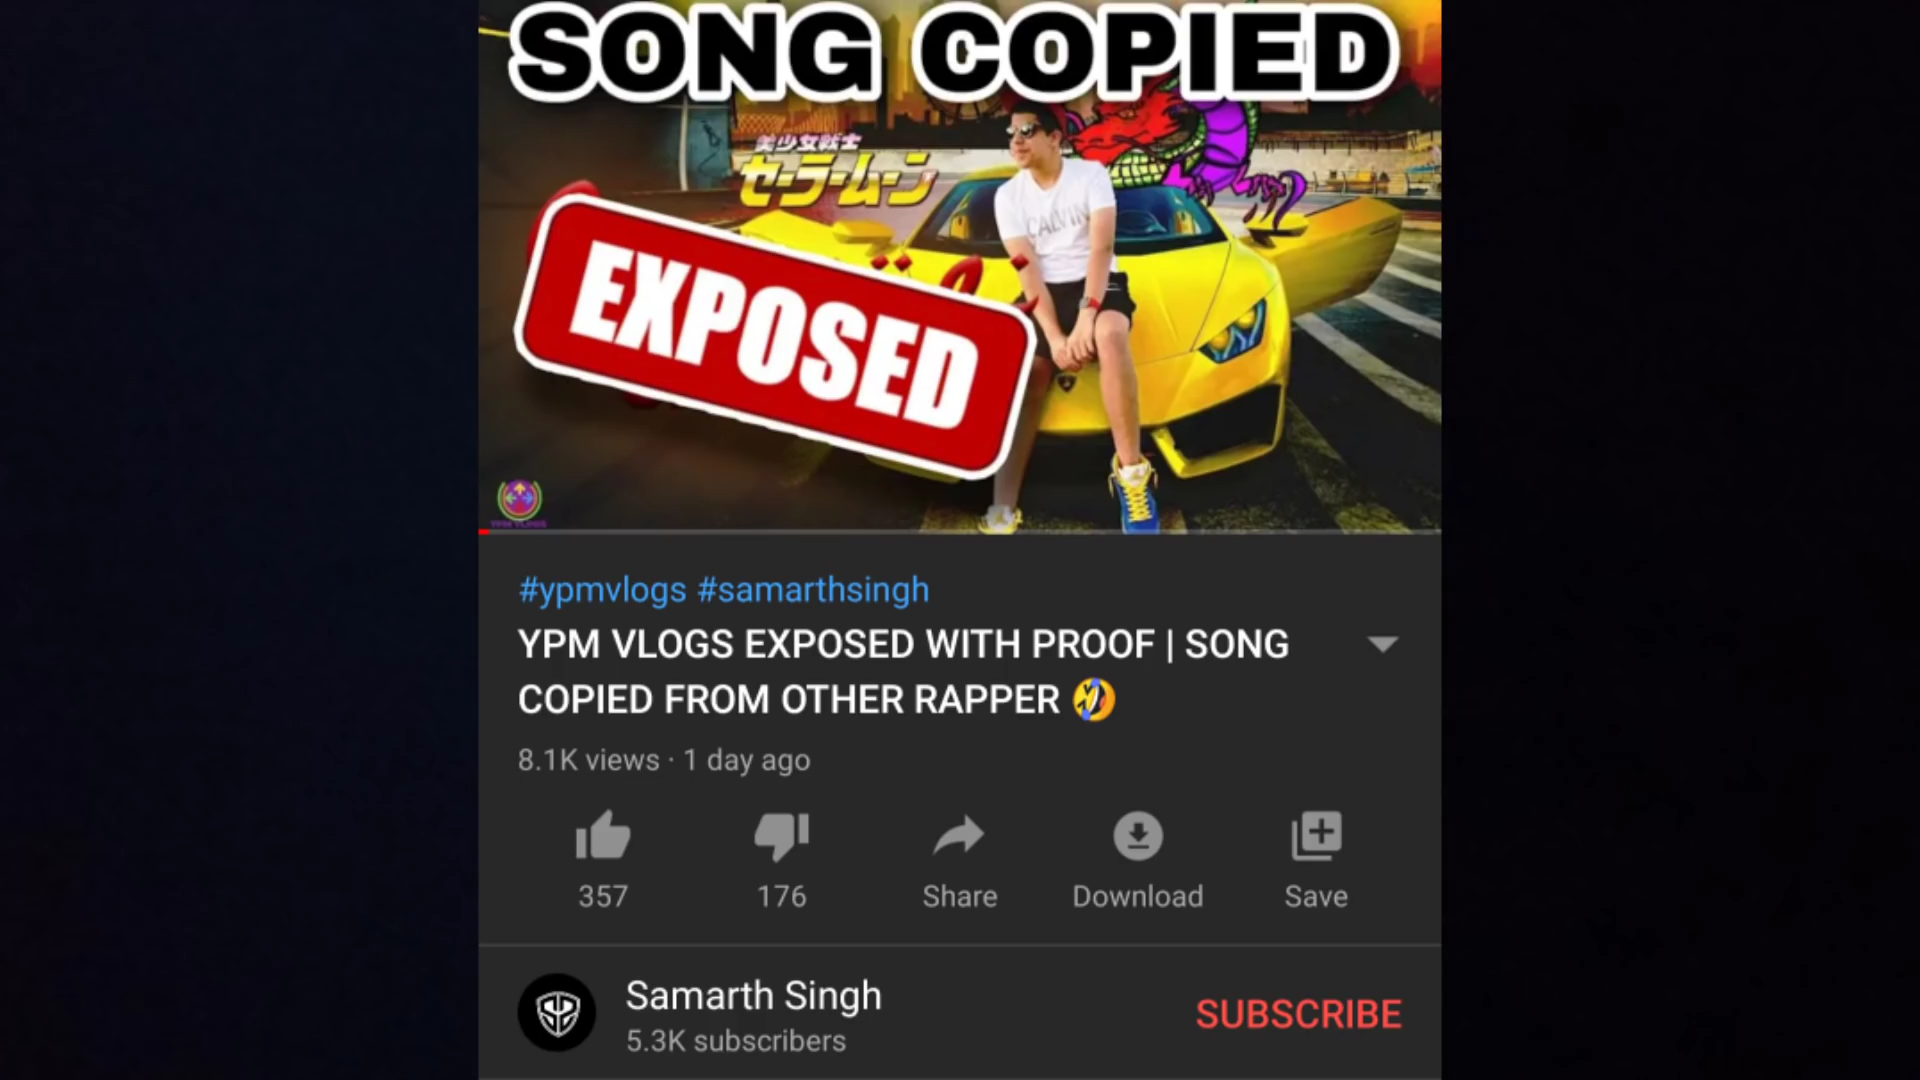 SONG COPIED
美少女戦士
セーラームーン
CALVIN
EXPOSED
YPM VLOGS
#ypmvlogs #samarthsingh
YPM VLOGS EXPOSED WITH PROOF | SONG
COPIED FROM OTHER RAPPER 🤣
8.1K views · 1 day ago
357
176
Share
Download
Save
Samarth Singh
5.3K subscribers
SUBSCRIBE